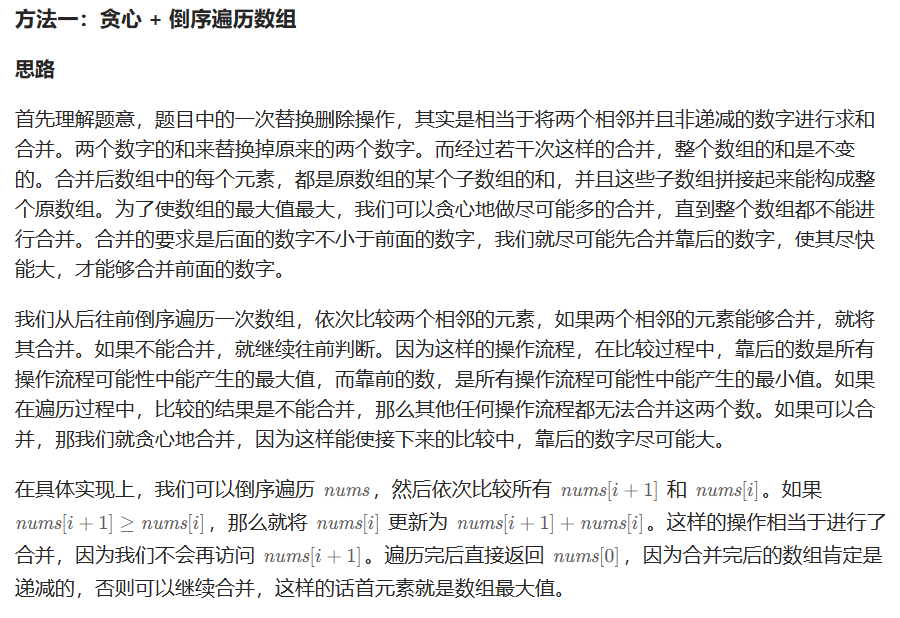 方法一：贪心 + 倒序遍历数组
思路
首先理解题意，题目中的一次替换删除操作，其实是相当于将两个相邻并且非递减的数字进行求和
合并。两个数字的和来替换掉原来的两个数字。而经过若干次这样的合并，整个数组的和是不变
的。合并后数组中的每个元素，都是原数组的某个子数组的和，并且这些子数组拼接起来能构成整
个原数组。为了使数组的最大值最大，我们可以贪心地做尽可能多的合并，直到整个数组都不能进
行合并。合并的要求是后面的数字不小于前面的数字，我们就尽可能先合并靠后的数字，使其尽快
能大，才能够合并前面的数字。
我们从后往前倒序遍历一次数组，依次比较两个相邻的元素，如果两个相邻的元素能够合并，就将
其合并。如果不能合并，就继续往前判断。因为这样的操作流程，在比较过程中，靠后的数是所有
操作流程可能性中能产生的最大值，而靠前的数，是所有操作流程可能性中能产生的最小值。如果
在遍历过程中，比较的结果是不能合并，那么其他任何操作流程都无法合并这两个数。如果可以合
并，那我们就贪心地合并，因为这样能使接下来的比较中，靠后的数字尽可能大。
在具体实现上，我们可以倒序遍历 nums，然后依次比较所有 nums[i + 1] 和 nums[i]。如果
nums[i + 1] ≥ nums[i]，那么就将 nums[i] 更新为 nums[i + 1] + nums[i]。这样的操作相当于进行了
合并，因为我们不会再访问 nums[i + 1]。遍历完后直接返回 nums[0]，因为合并完后的数组肯定是
递减的，否则可以继续合并，这样的话首元素就是数组最大值。